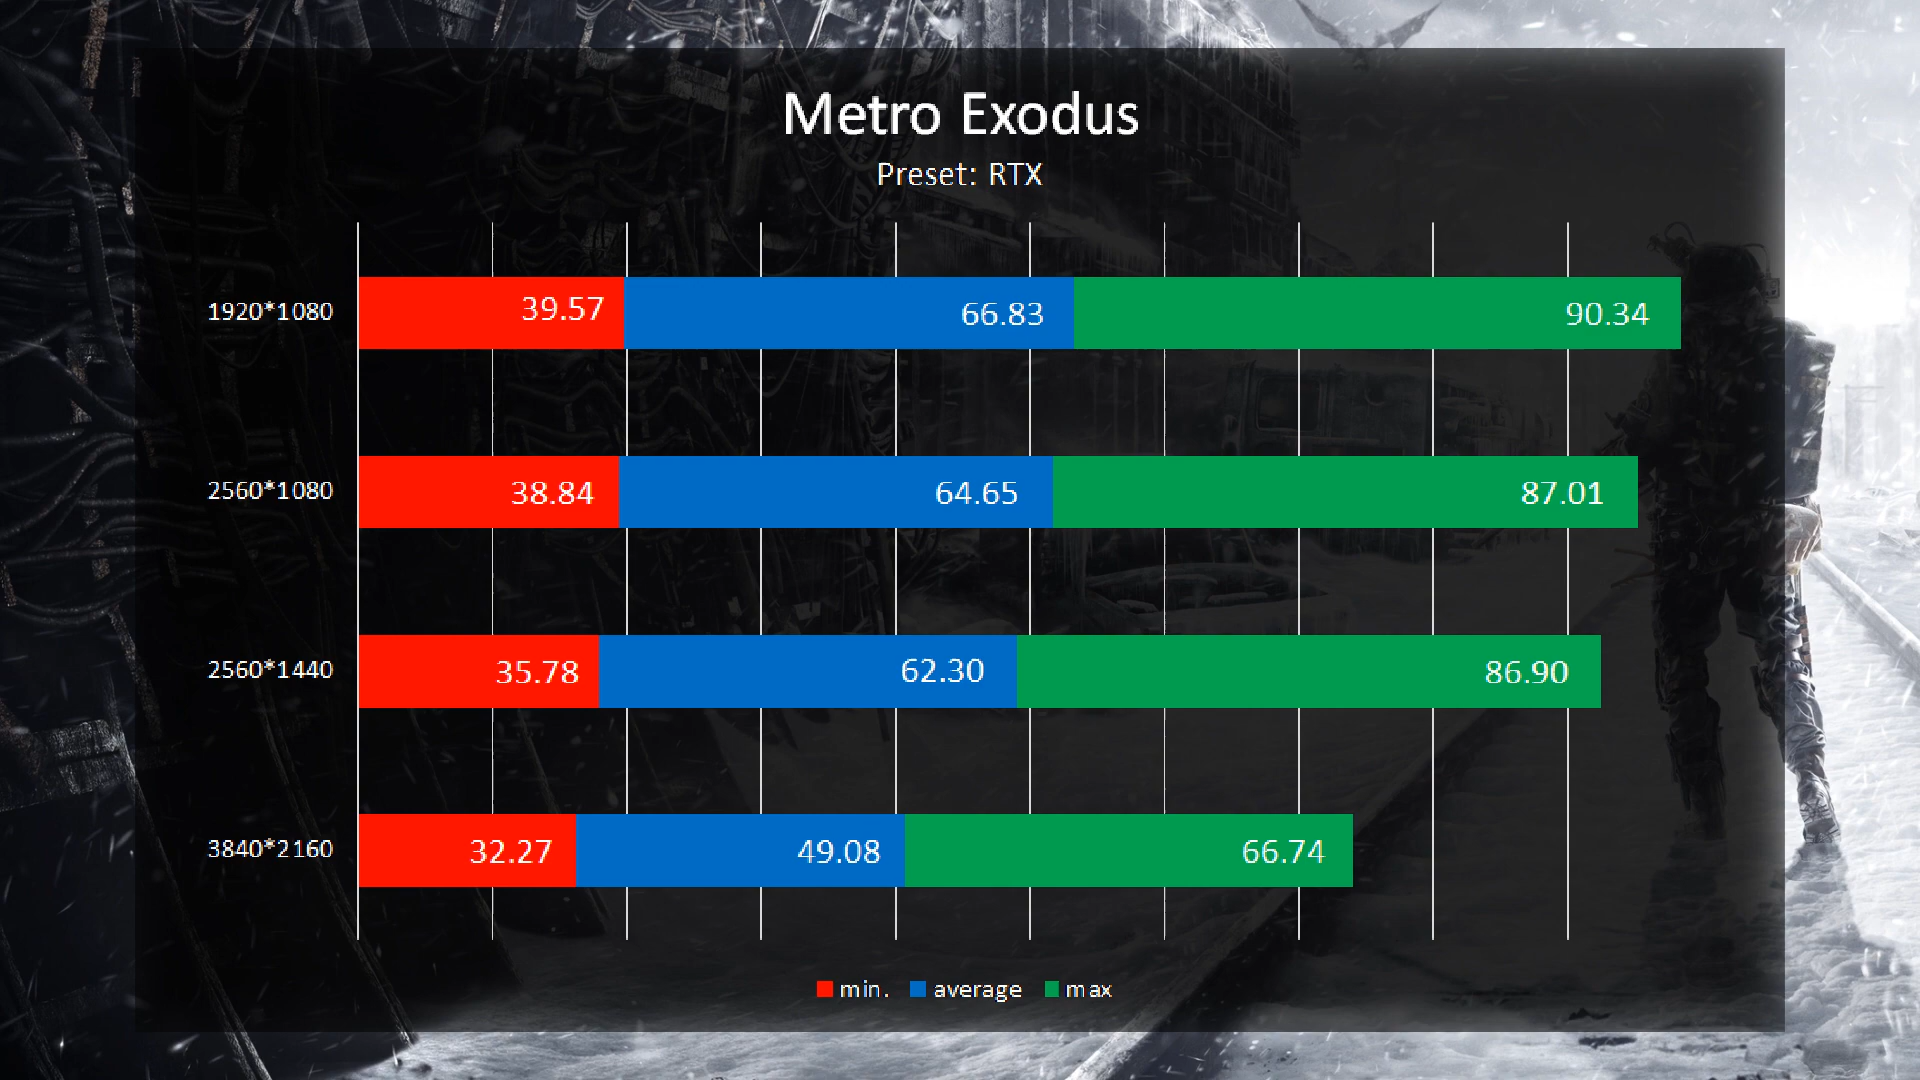 Metro Exodus
Preset: RTX
1920*1080 39.57 66.83 90.34
2560*1080 38.84 64.65 87.01
2560*1440 35.78 62.30 86.90
3840*2160 32.27 49.08 66.74
min. average max